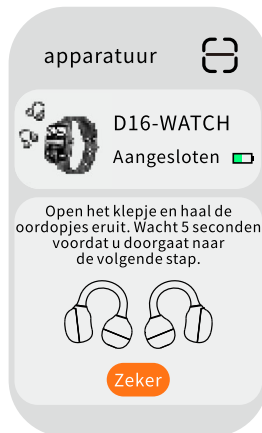 apparatuur
D16-WATCH
Aangesloten
Open het klepje en haal de
oordopjes eruit. Wacht 5 seconden
voordat u doorgaat naar
de volgende stap.
Zeker